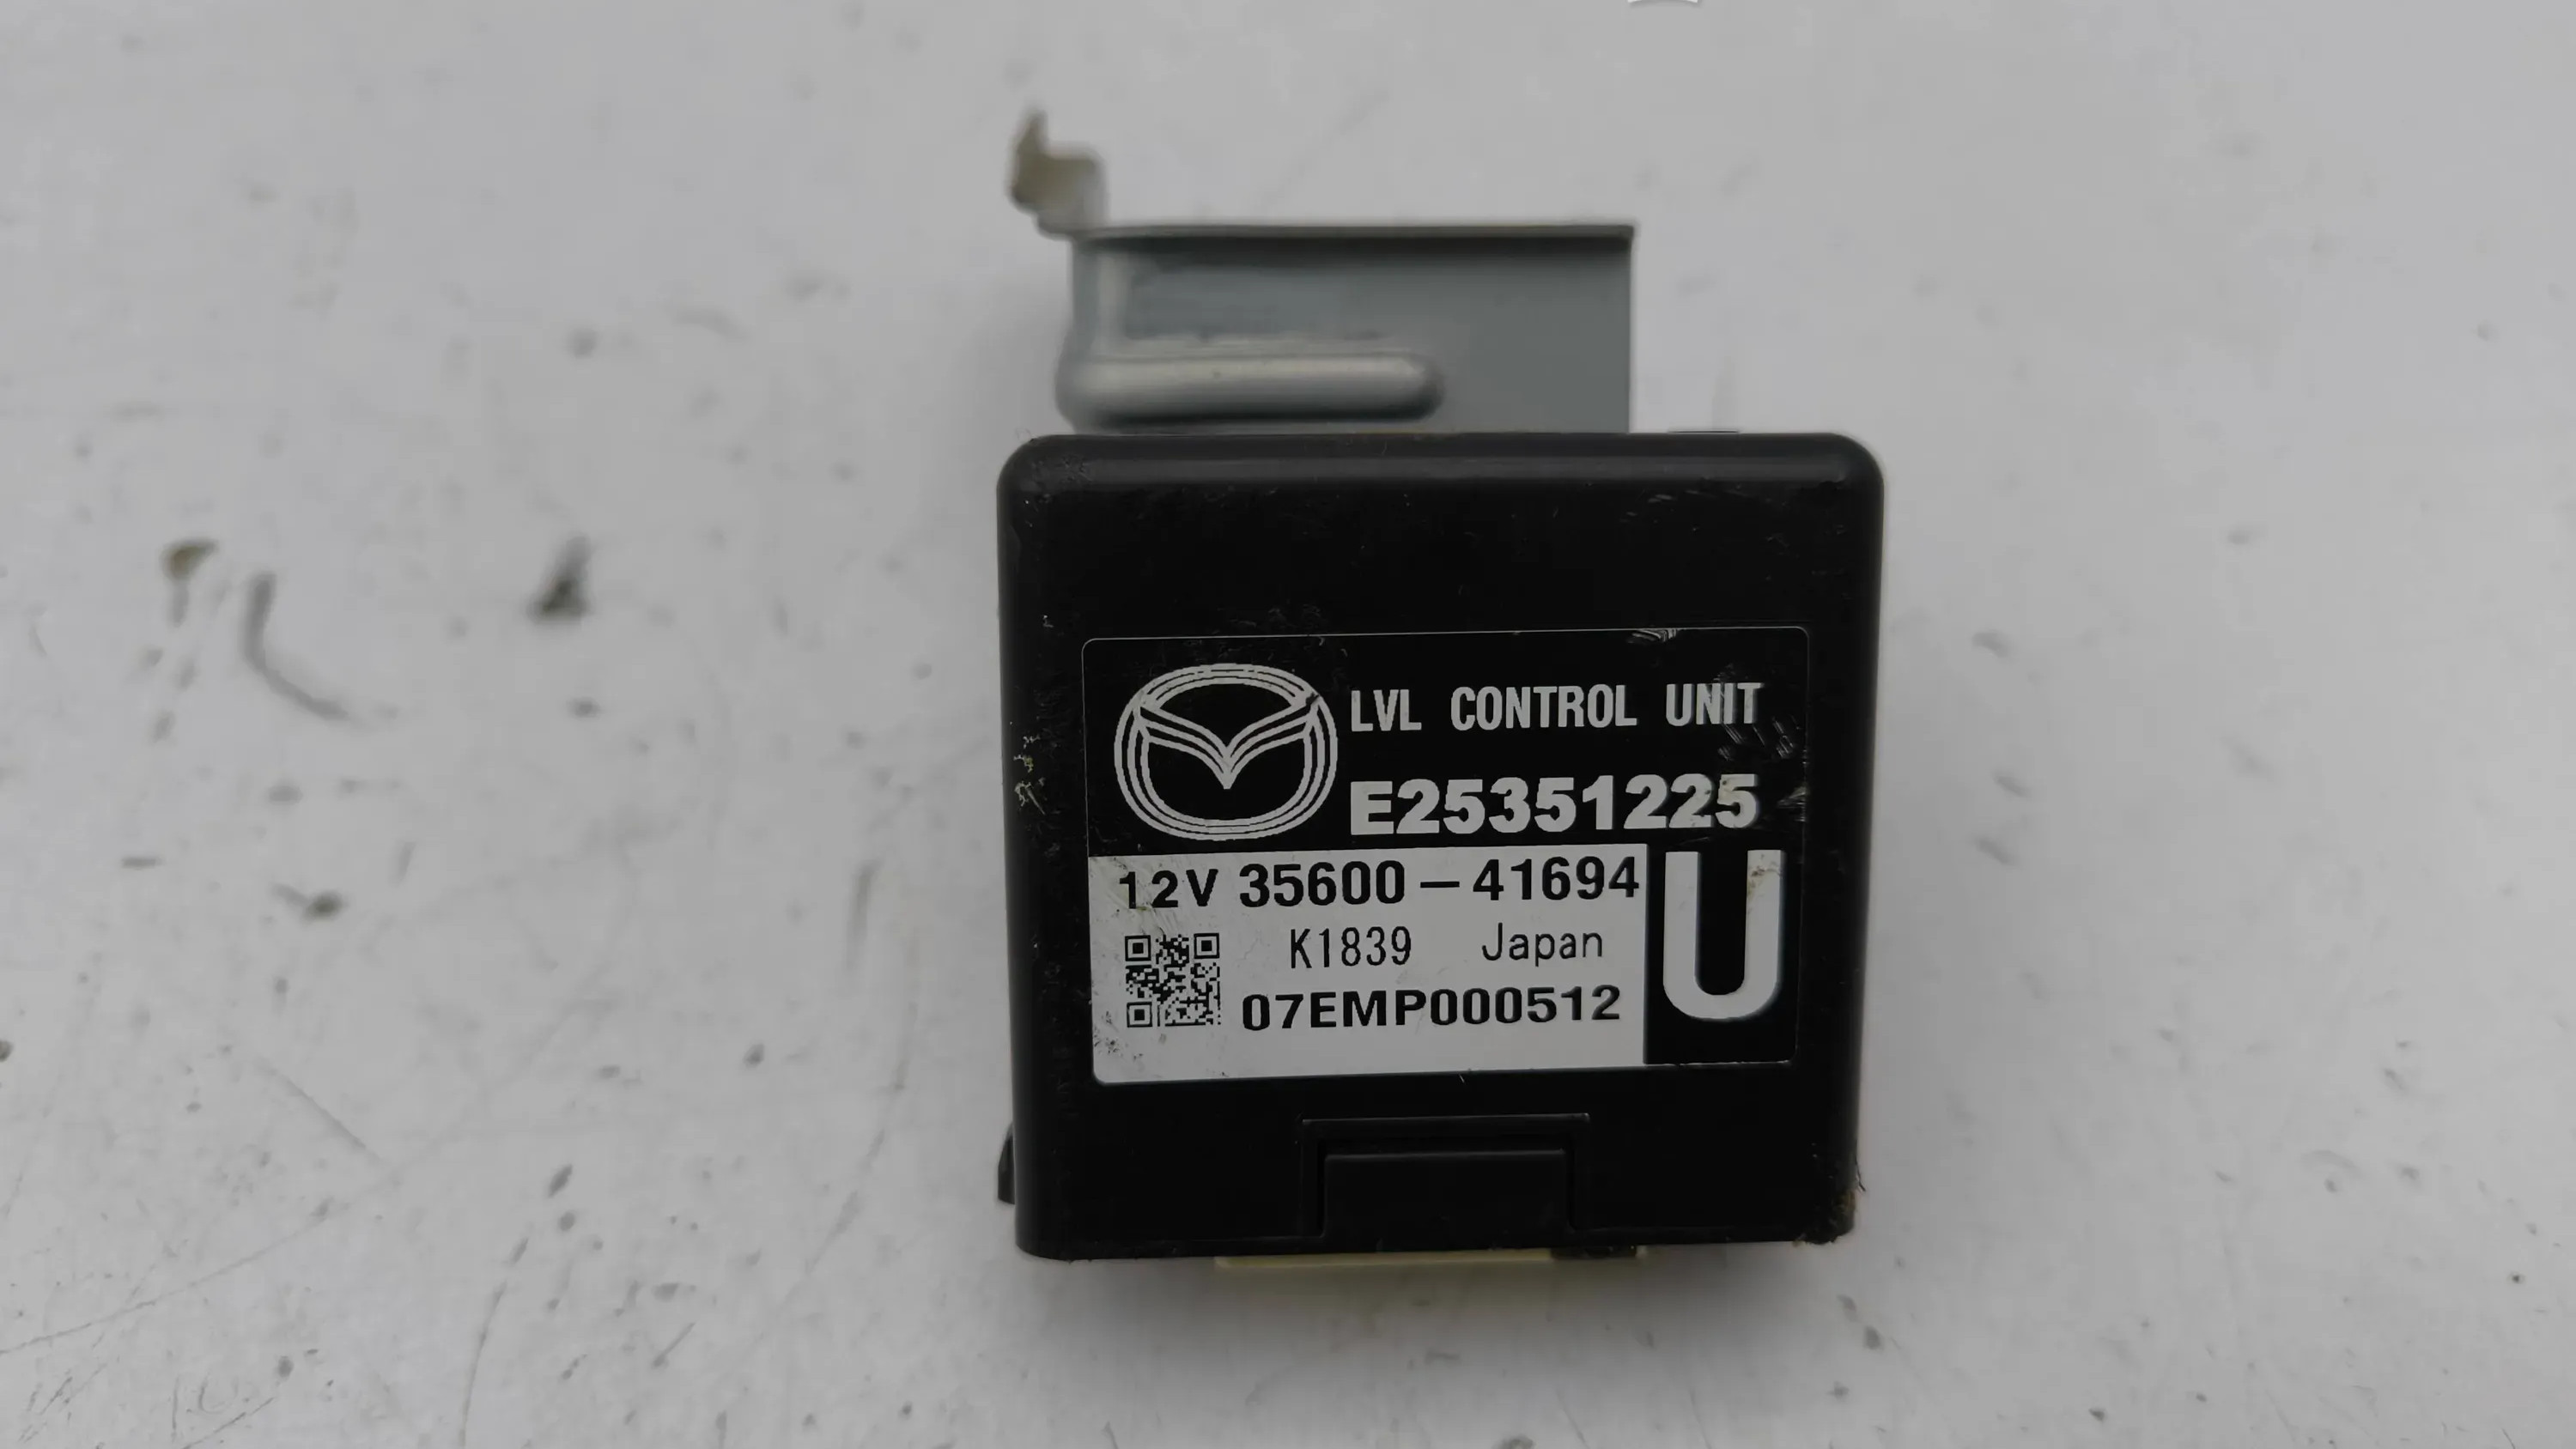 LVL CONTROL UNIT
E25351225
12V 35600-41694
K1839 Japan
07EMP000512
U